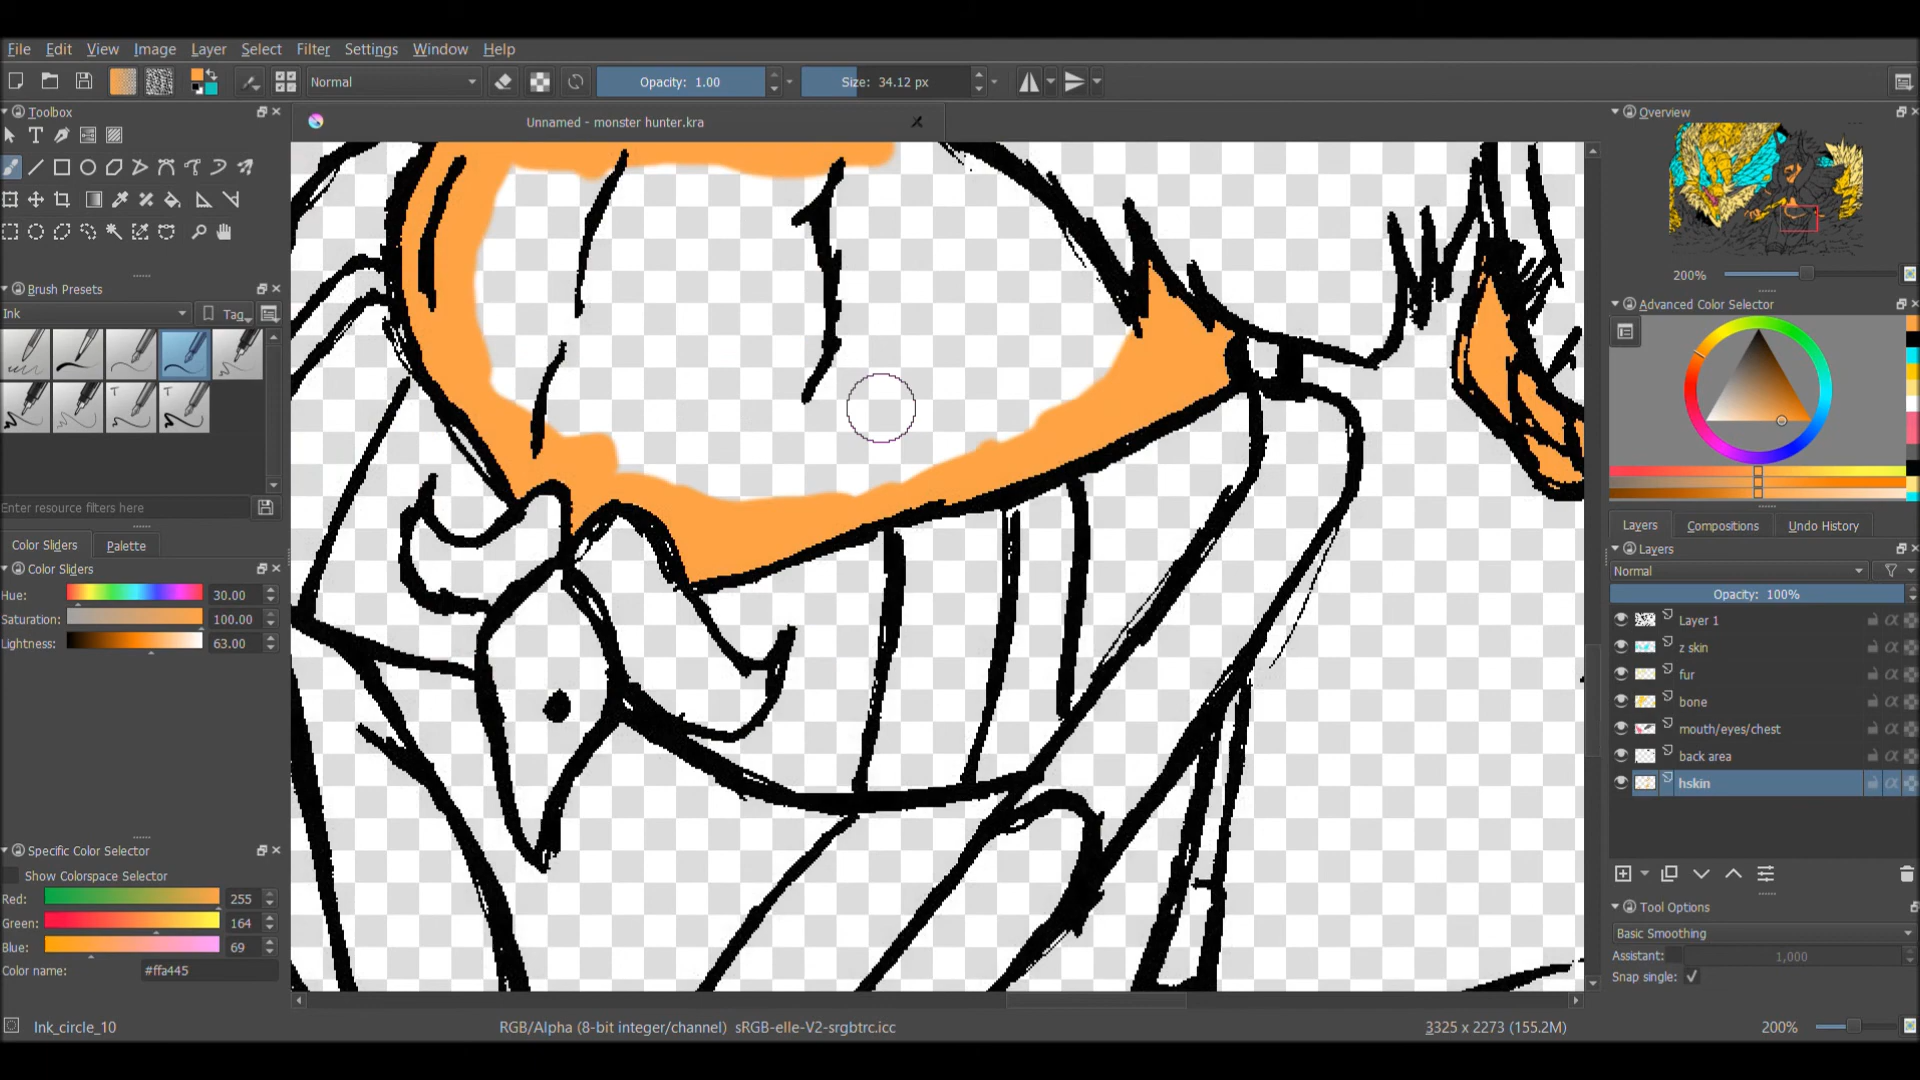 File Edit View Image Layer Select Filter Settings Window Help
Normal
Opacity: 1.00
Size: 34.12 px
Toolbox
Unnamed - monster hunter.kra
Overview
T
200%
Brush Presets
Advanced Color Selector
Ink
Tag
T
T
Enter resource filters here
Color Sliders
Palette
Layers
Compositions
Undo History
Color Sliders
Layers
Normal
Hue: 30.00
Opacity: 100%
Saturation: 100.00
Layer 1
Lightness: 63.00
z skin
fur
bone
mouth/eyes/chest
back area
hskin
Specific Color Selector
Show Colorspace Selector
Red: 255
Tool Options
Green: 164
Basic Smoothing
Blue: 69
Assistant: 1,000
Color name: #ffa445
Snap single:
Ink_circle_10
RGB/Alpha (8-bit integer/channel) sRGB-elle-V2-srgbtrc.icc
3325 x 2273 (155.2M)
200%